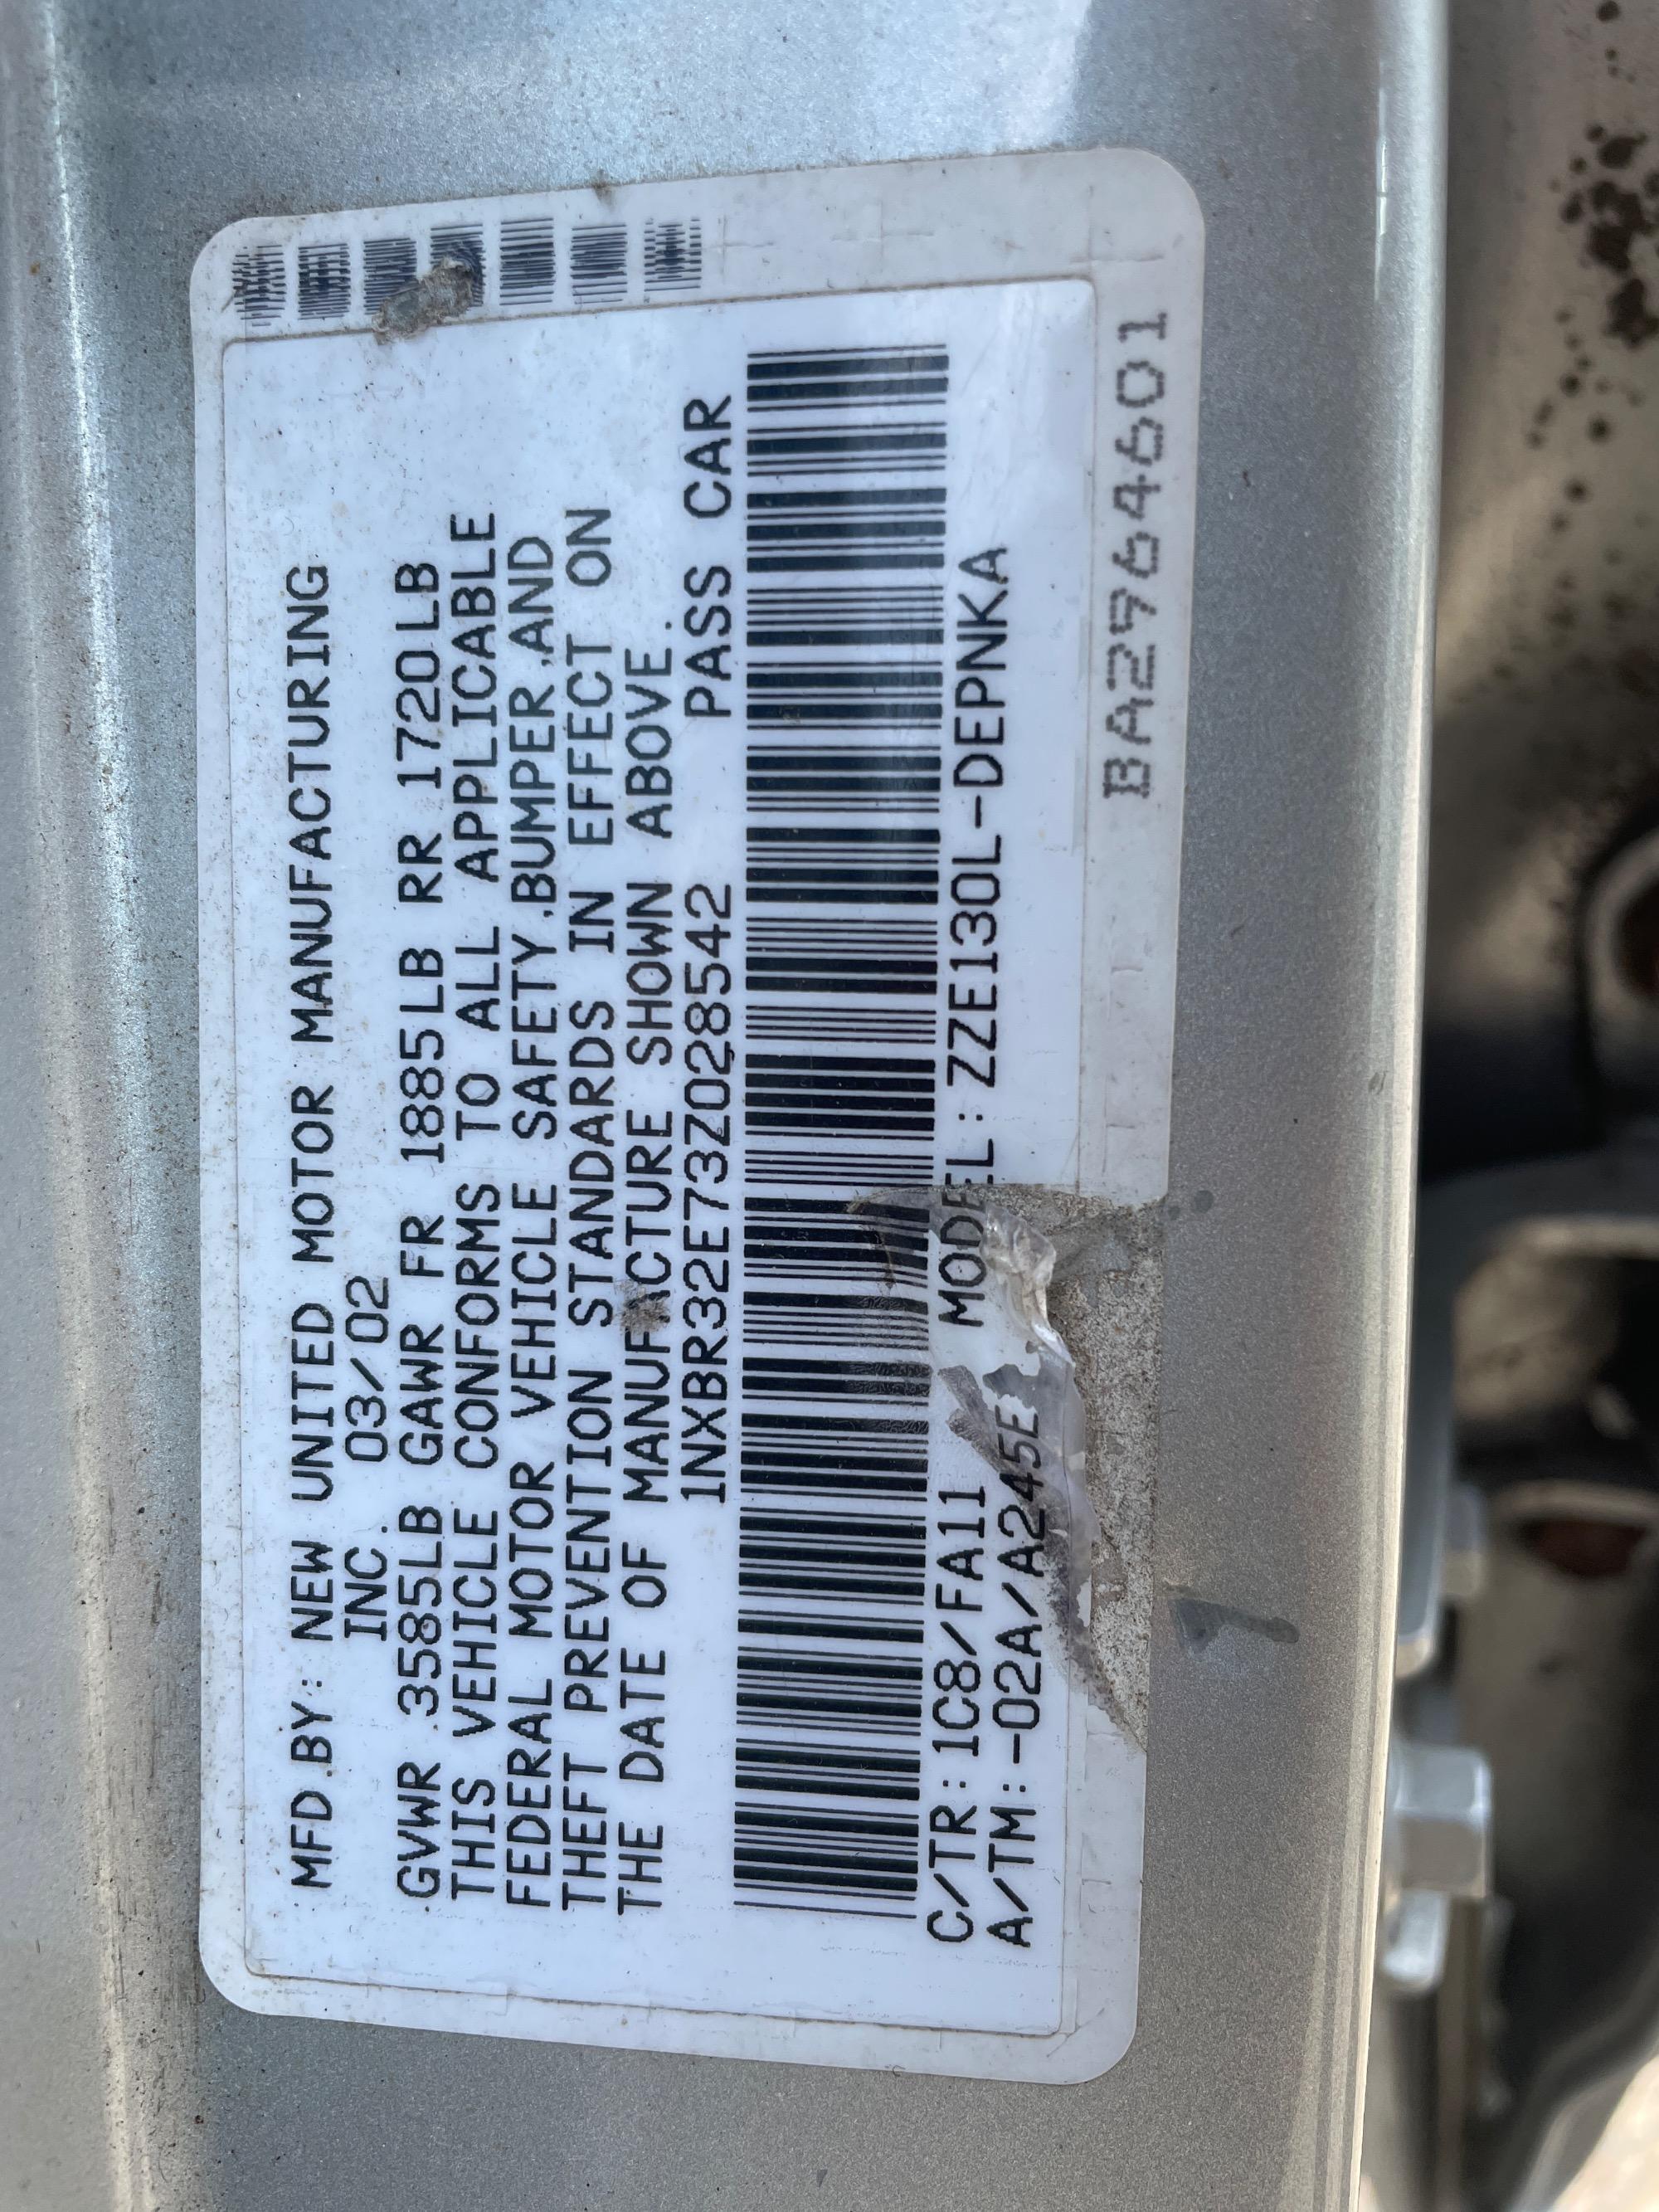 MFD.BY: NEW UNITED MOTOR MANUFACTURING
INC. 03/02
GVWR 3585LB GAWR FR 1885LB RR 1720LB
THIS VEHICLE CONFORMS TO ALL APPLICABLE
FEDERAL MOTOR VEHICLE SAFETY,BUMPER,AND
THEFT PREVENTION STANDARDS IN EFFECT ON
THE DATE OF MANUFACTURE SHOWN ABOVE.
1NXBR32E73Z028542 PASS CAR
C/TR:1C8/FA11 MODEL:ZZE130L-DEPNKA
A/TM:-02A/A245E
BA2964601